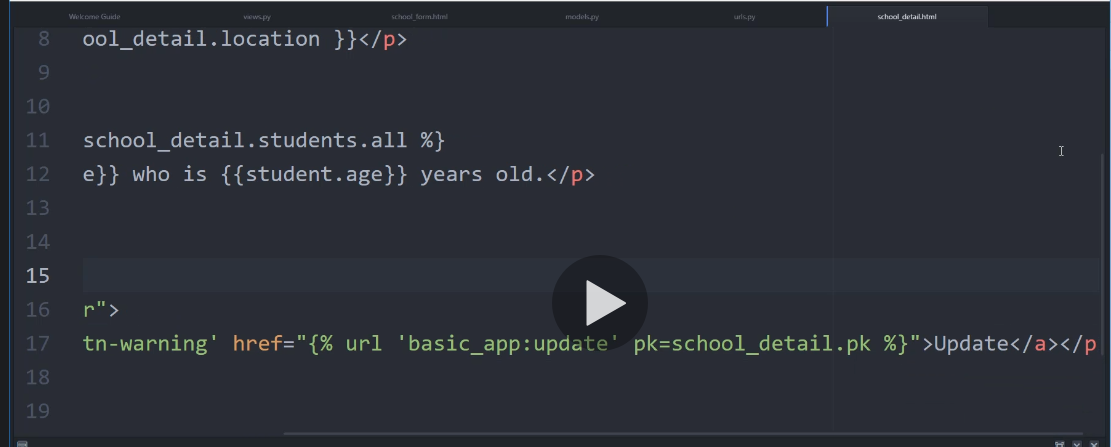 Welcome Guide views.py school_form.html models.py urls.py school_detail.html
8 ool_detail.location }}</p>
9
10
11 school_detail.students.all %}
12 e}} who is {{student.age}} years old.</p>
13
14
15
16 r">
17 tn-warning' href="{% url 'basic_app:update' pk=school_detail.pk %}">Update</a></p
18
19